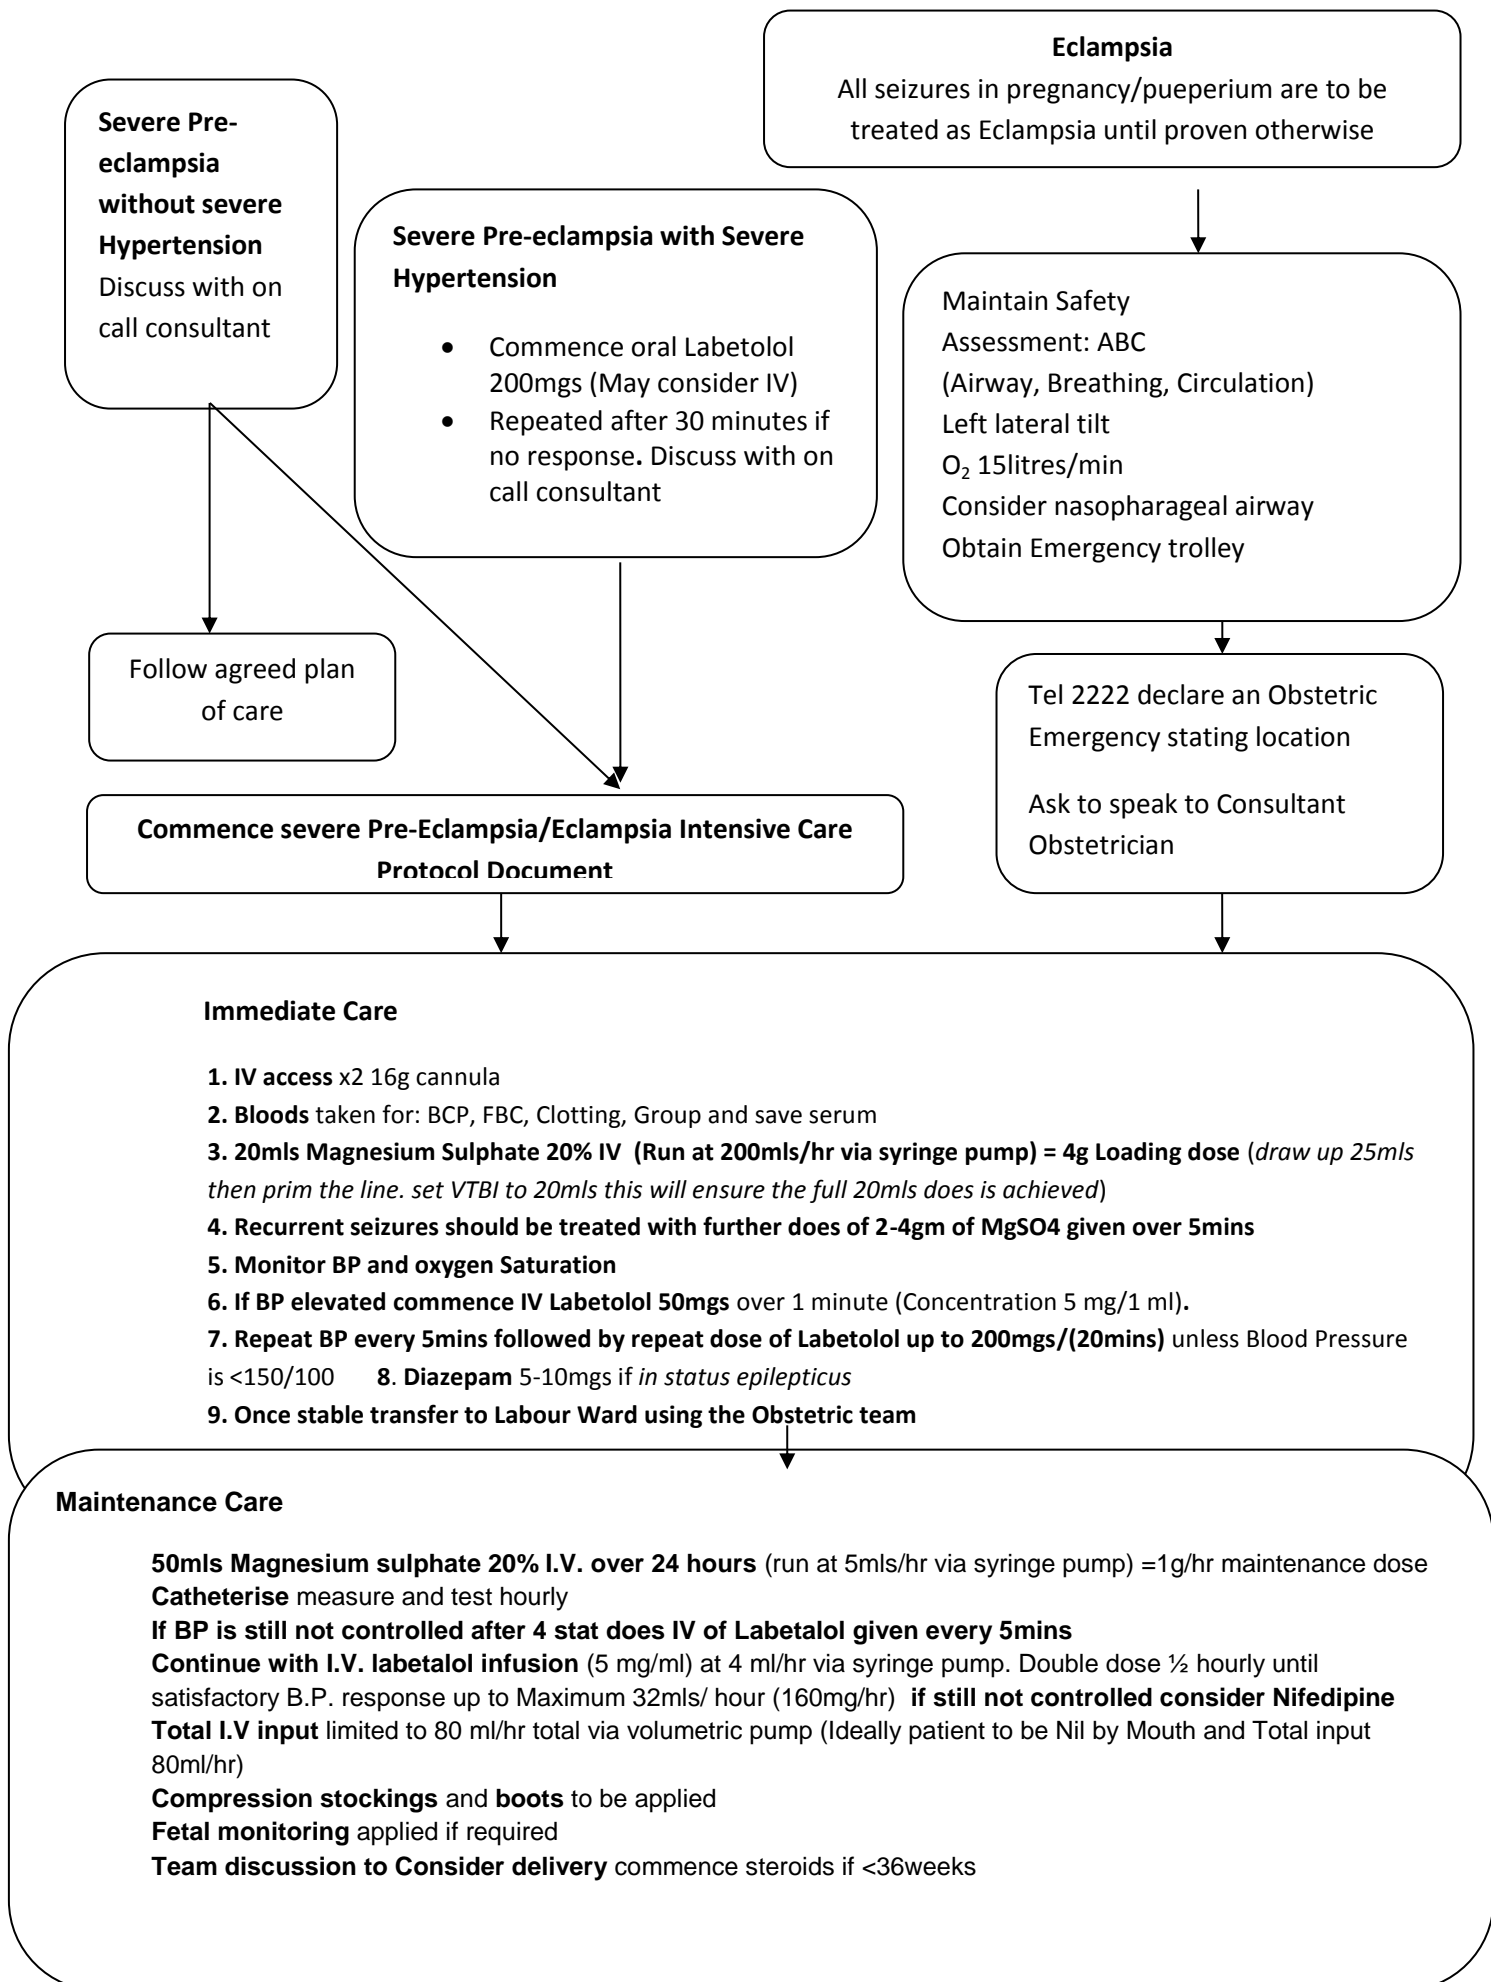 Eclampsia
All seizures in pregnancy/pueperium are to be
treated as Eclampsia until proven otherwise
Severe Pre-
eclampsia
without severe
Hypertension
Discuss with on
call consultant
Severe Pre-eclampsia with Severe
Hypertension
• Commence oral Labetolol
200mgs (May consider IV)
• Repeated after 30 minutes if
no response. Discuss with on
call consultant
Maintain Safety
Assessment: ABC
(Airway, Breathing, Circulation)
Left lateral tilt
O₂ 15litres/min
Consider nasopharageal airway
Obtain Emergency trolley
Follow agreed plan
of care
Tel 2222 declare an Obstetric
Emergency stating location
Ask to speak to Consultant
Obstetrician
Commence severe Pre-Eclampsia/Eclampsia Intensive Care
Protocol Document
Immediate Care
1. IV access x2 16g cannula
2. Bloods taken for: BCP, FBC, Clotting, Group and save serum
3. 20mls Magnesium Sulphate 20% IV (Run at 200mls/hr via syringe pump) = 4g Loading dose (draw up 25mls
then prim the line. set VTBI to 20mls this will ensure the full 20mls does is achieved)
4. Recurrent seizures should be treated with further does of 2-4gm of MgSO4 given over 5mins
5. Monitor BP and oxygen Saturation
6. If BP elevated commence IV Labetolol 50mgs over 1 minute (Concentration 5 mg/1 ml).
7. Repeat BP every 5mins followed by repeat dose of Labetolol up to 200mgs/(20mins) unless Blood Pressure
is <150/100 8. Diazepam 5-10mgs if in status epilepticus
9. Once stable transfer to Labour Ward using the Obstetric team
Maintenance Care
50mls Magnesium sulphate 20% I.V. over 24 hours (run at 5mls/hr via syringe pump) =1g/hr maintenance dose
Catheterise measure and test hourly
If BP is still not controlled after 4 stat does IV of Labetalol given every 5mins
Continue with I.V. labetalol infusion (5 mg/ml) at 4 ml/hr via syringe pump. Double dose ½ hourly until
satisfactory B.P. response up to Maximum 32mls/ hour (160mg/hr) if still not controlled consider Nifedipine
Total I.V input limited to 80 ml/hr total via volumetric pump (Ideally patient to be Nil by Mouth and Total input
80ml/hr)
Compression stockings and boots to be applied
Fetal monitoring applied if required
Team discussion to Consider delivery commence steroids if <36weeks